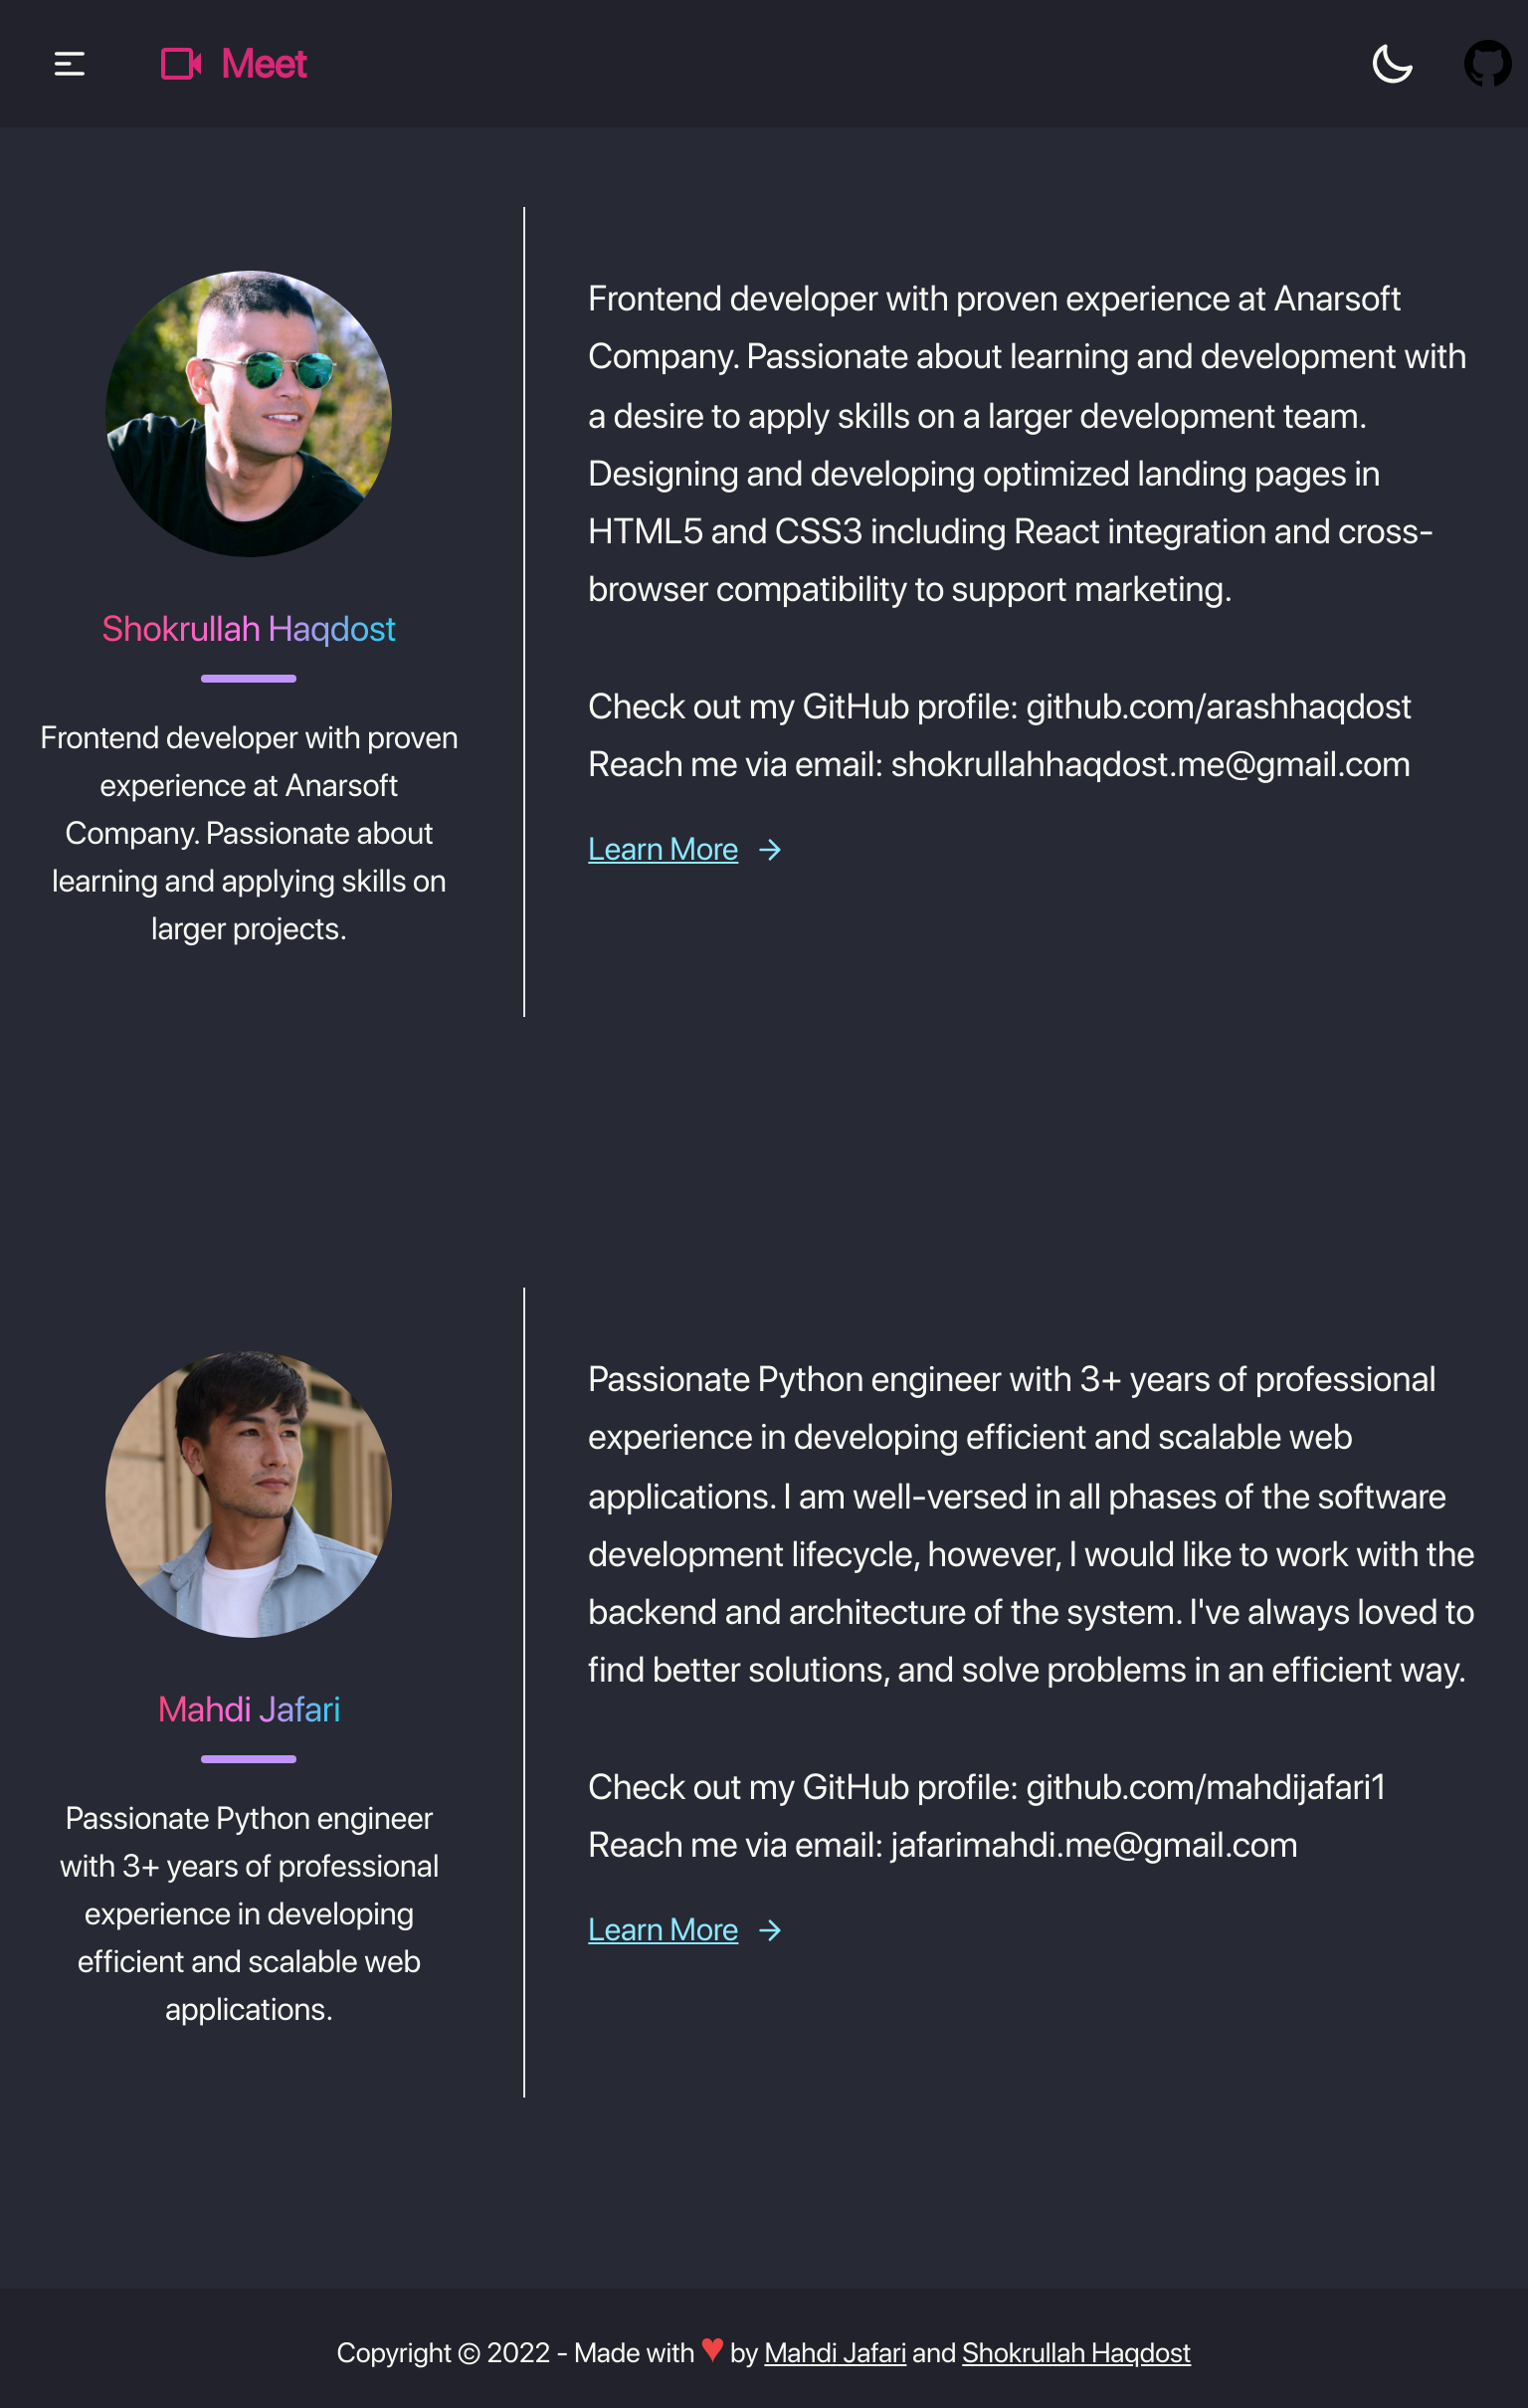 Meet
Shokrullah Haqdost
Frontend developer with proven
experience at Anarsoft
Company. Passionate about
learning and applying skills on
larger projects.
Frontend developer with proven experience at Anarsoft
Company. Passionate about learning and development with
a desire to apply skills on a larger development team.
Designing and developing optimized landing pages in
HTML5 and CSS3 including React integration and cross-
browser compatibility to support marketing.
Check out my GitHub profile: github.com/arashhaqdost
Reach me via email: shokrullahhaqdost.me@gmail.com
Learn More →
Mahdi Jafari
Passionate Python engineer
with 3+ years of professional
experience in developing
efficient and scalable web
applications.
Passionate Python engineer with 3+ years of professional
experience in developing efficient and scalable web
applications. I am well-versed in all phases of the software
development lifecycle, however, I would like to work with the
backend and architecture of the system. I've always loved to
find better solutions, and solve problems in an efficient way.
Check out my GitHub profile: github.com/mahdijafari1
Reach me via email: jafarimahdi.me@gmail.com
Learn More →
Copyright © 2022 - Made with ♥ by Mahdi Jafari and Shokrullah Haqdost